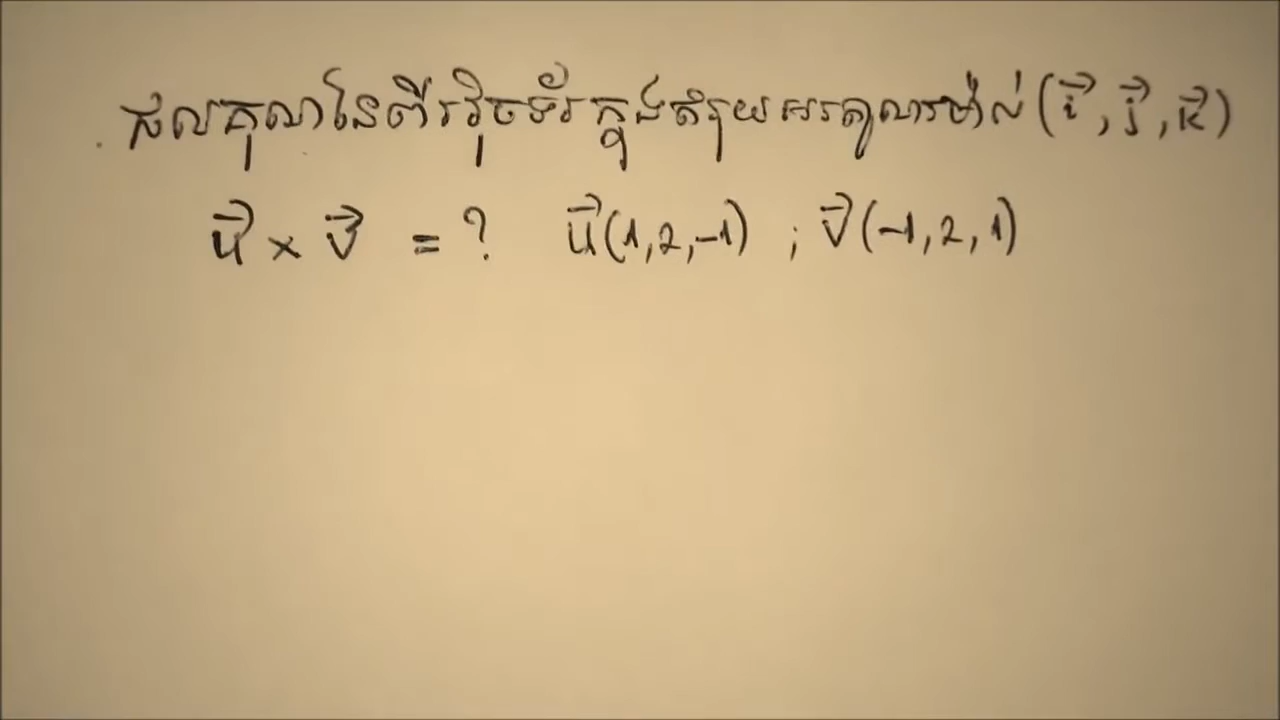 ផលគុណនៃពីរវ៉ិចទ័រក្នុងតំរុយអរតូណរម៉ាល់ (i⃗, j⃗, k⃗)
u⃗ × v⃗ = ? u⃗(1,2,-1) ; v⃗(-1,2,1)